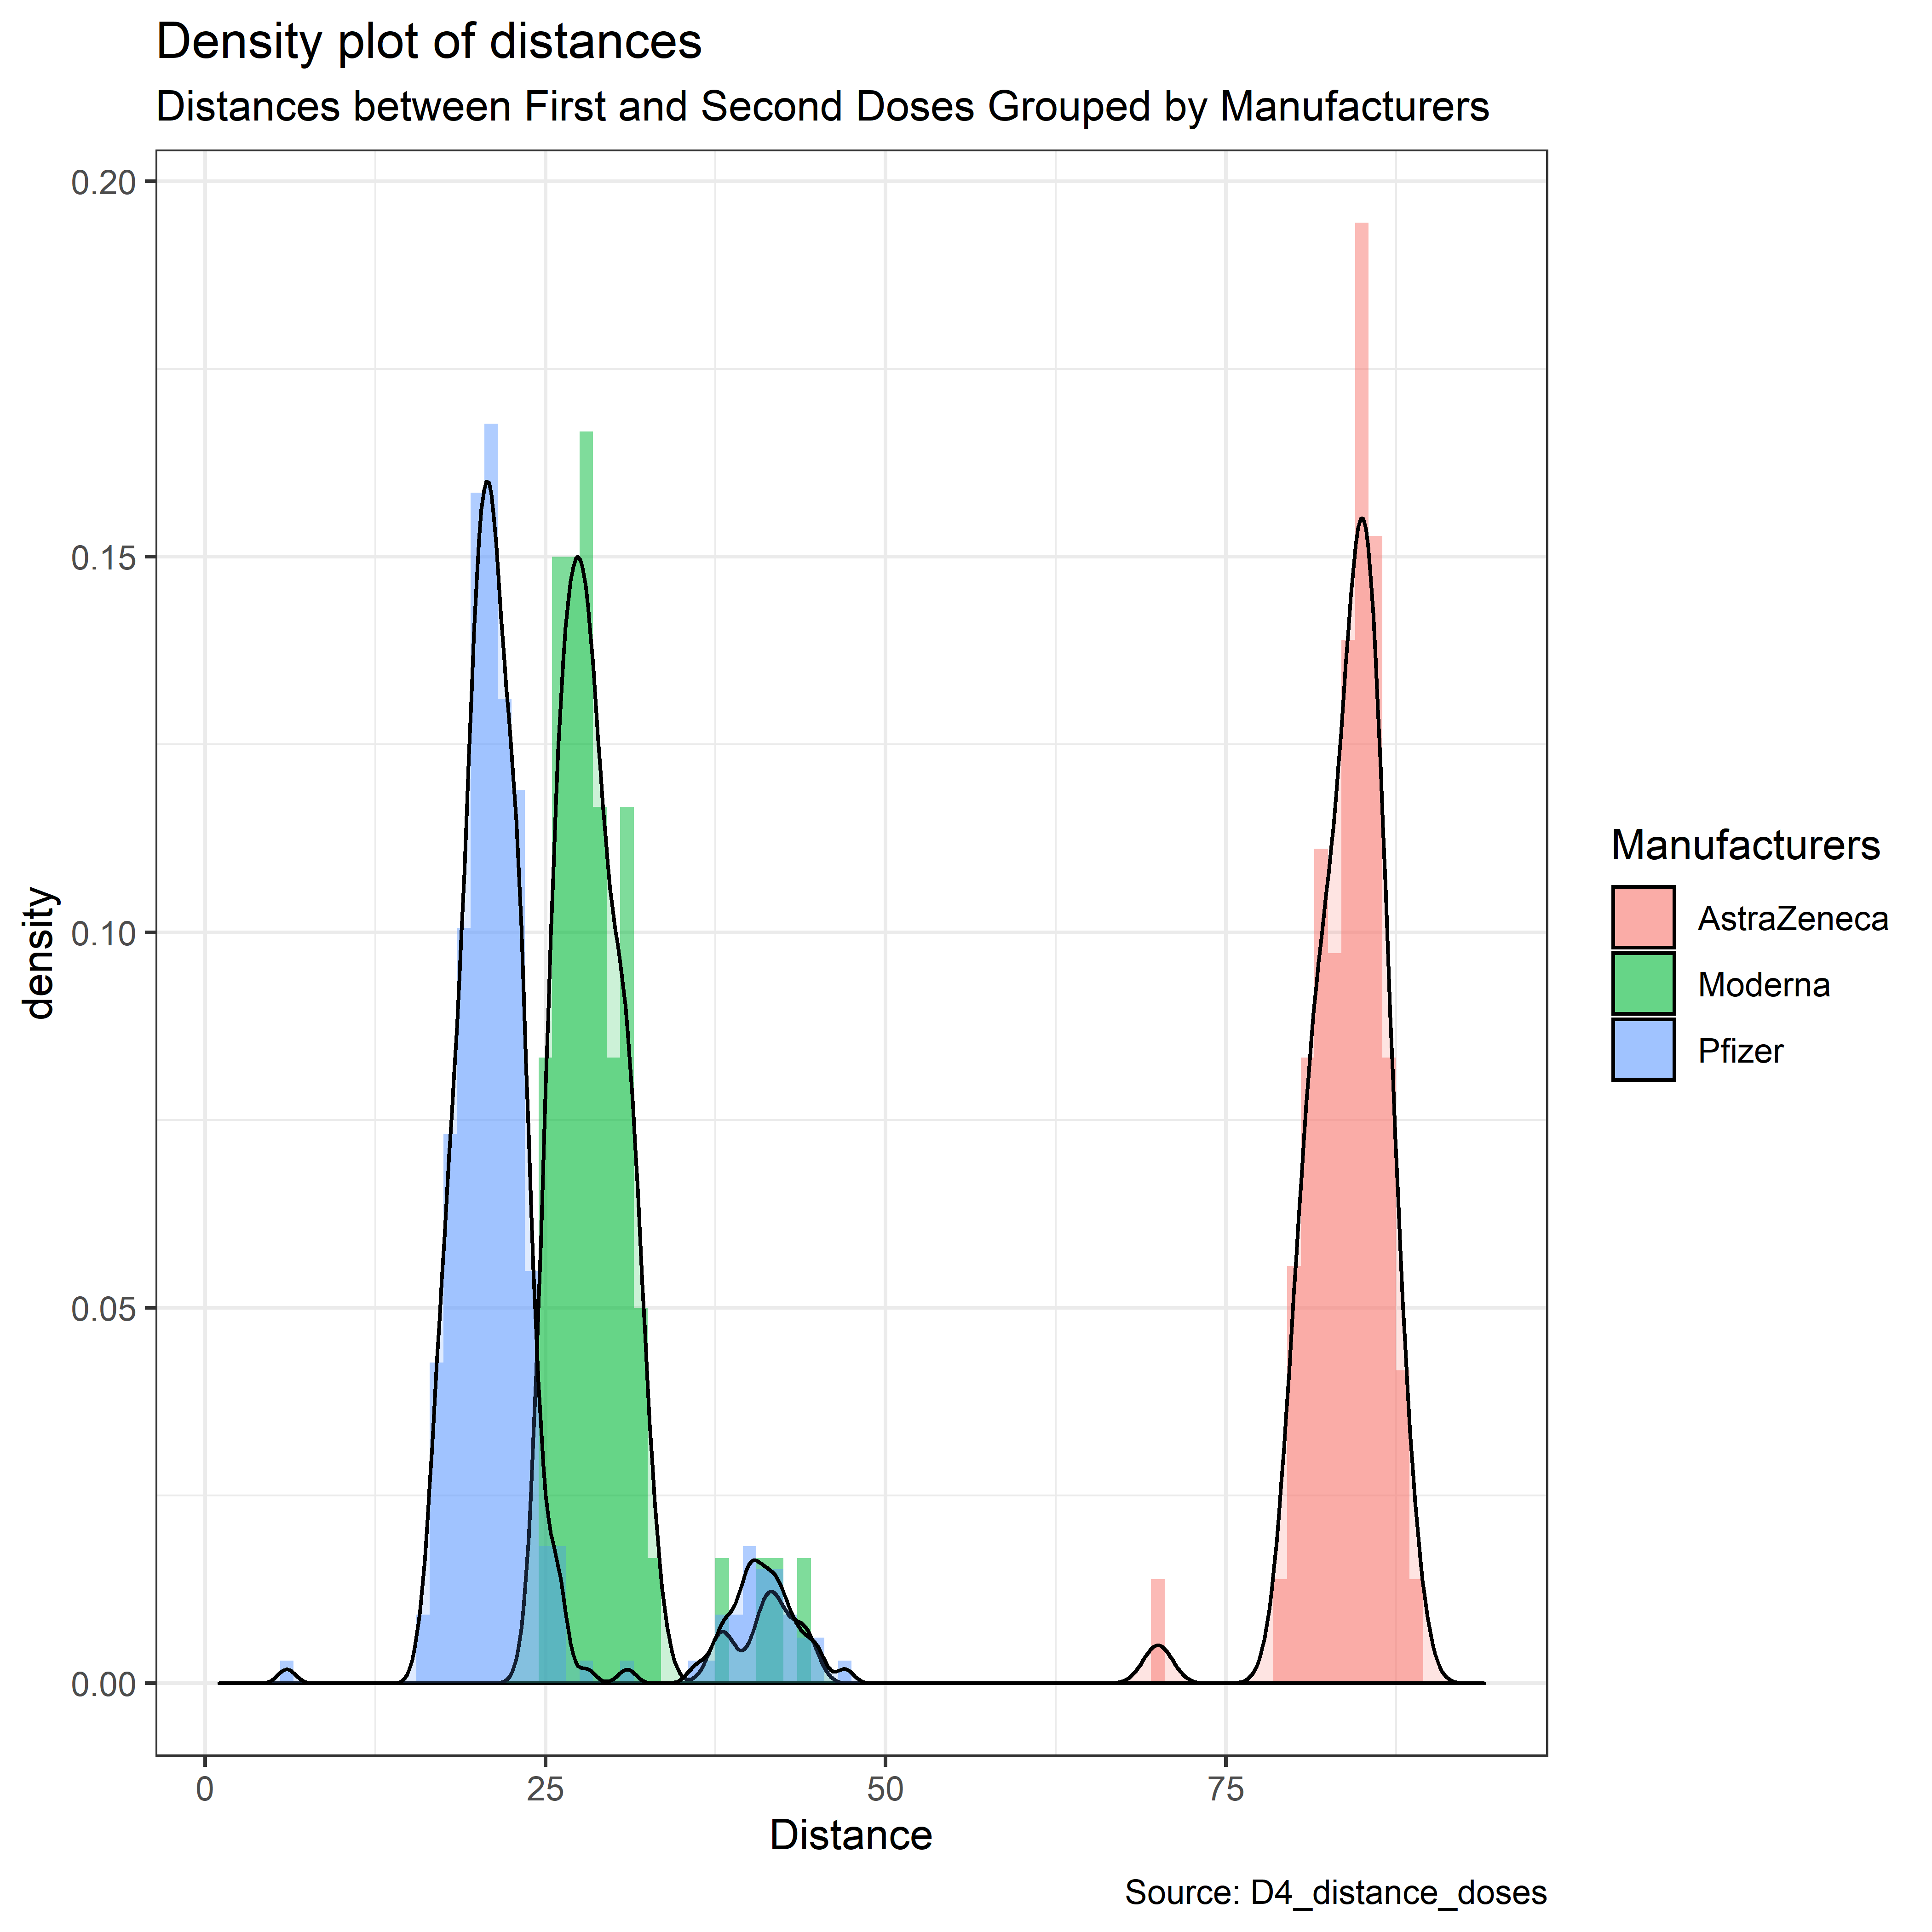 Density plot of distances
Distances between First and Second Doses Grouped by Manufacturers
0.20
0.15
0.10
0.05
0.00
density
0
25
50
75
Distance
Manufacturers
AstraZeneca
Moderna
Pfizer
Source: D4_distance_doses